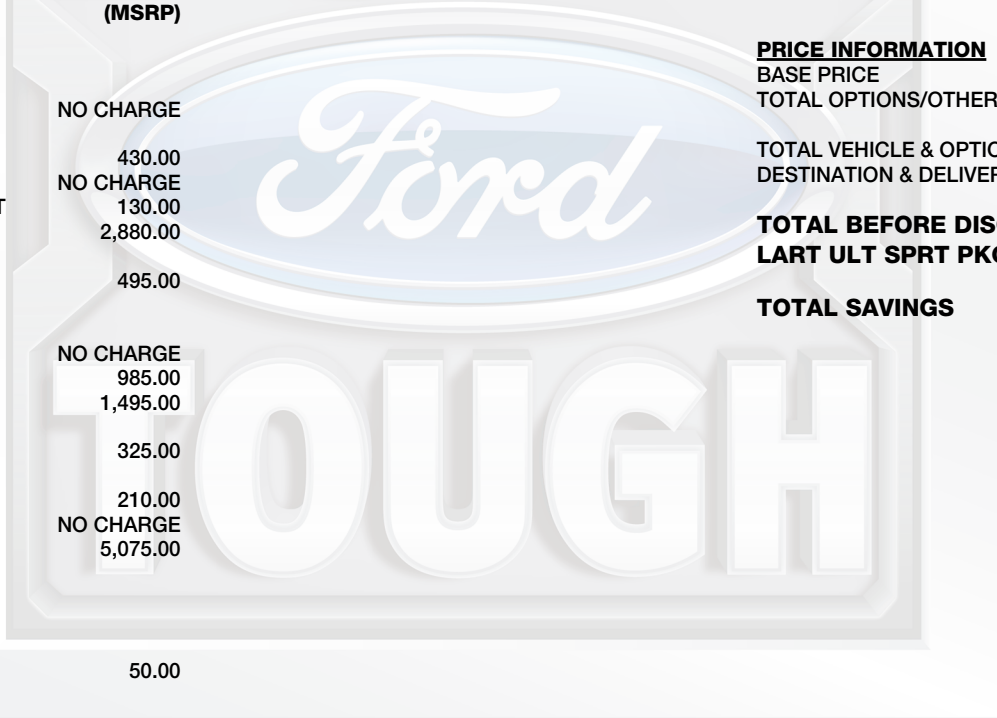 (MSRP)
NO CHARGE
430.00
NO CHARGE
T 130.00
2,880.00
495.00
NO CHARGE
985.00
1,495.00
325.00
210.00
NO CHARGE
5,075.00
50.00
PRICE INFORMATION
BASE PRICE
TOTAL OPTIONS/OTHER
TOTAL VEHICLE & OPTIO
DESTINATION & DELIVER
TOTAL BEFORE DIS
LART ULT SPRT PK
TOTAL SAVINGS
Ford
TOUGH